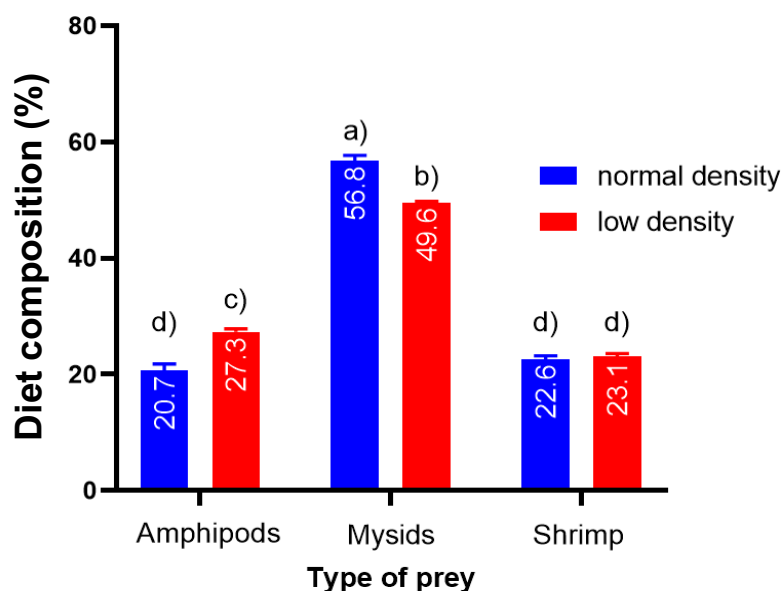 Diet composition (%)
80
60
40
20
0
a)
b)
c)
d)
d)
d)
20.7
27.3
56.8
49.6
22.6
23.1
normal density
low density
Amphipods
Mysids
Shrimp
Type of prey